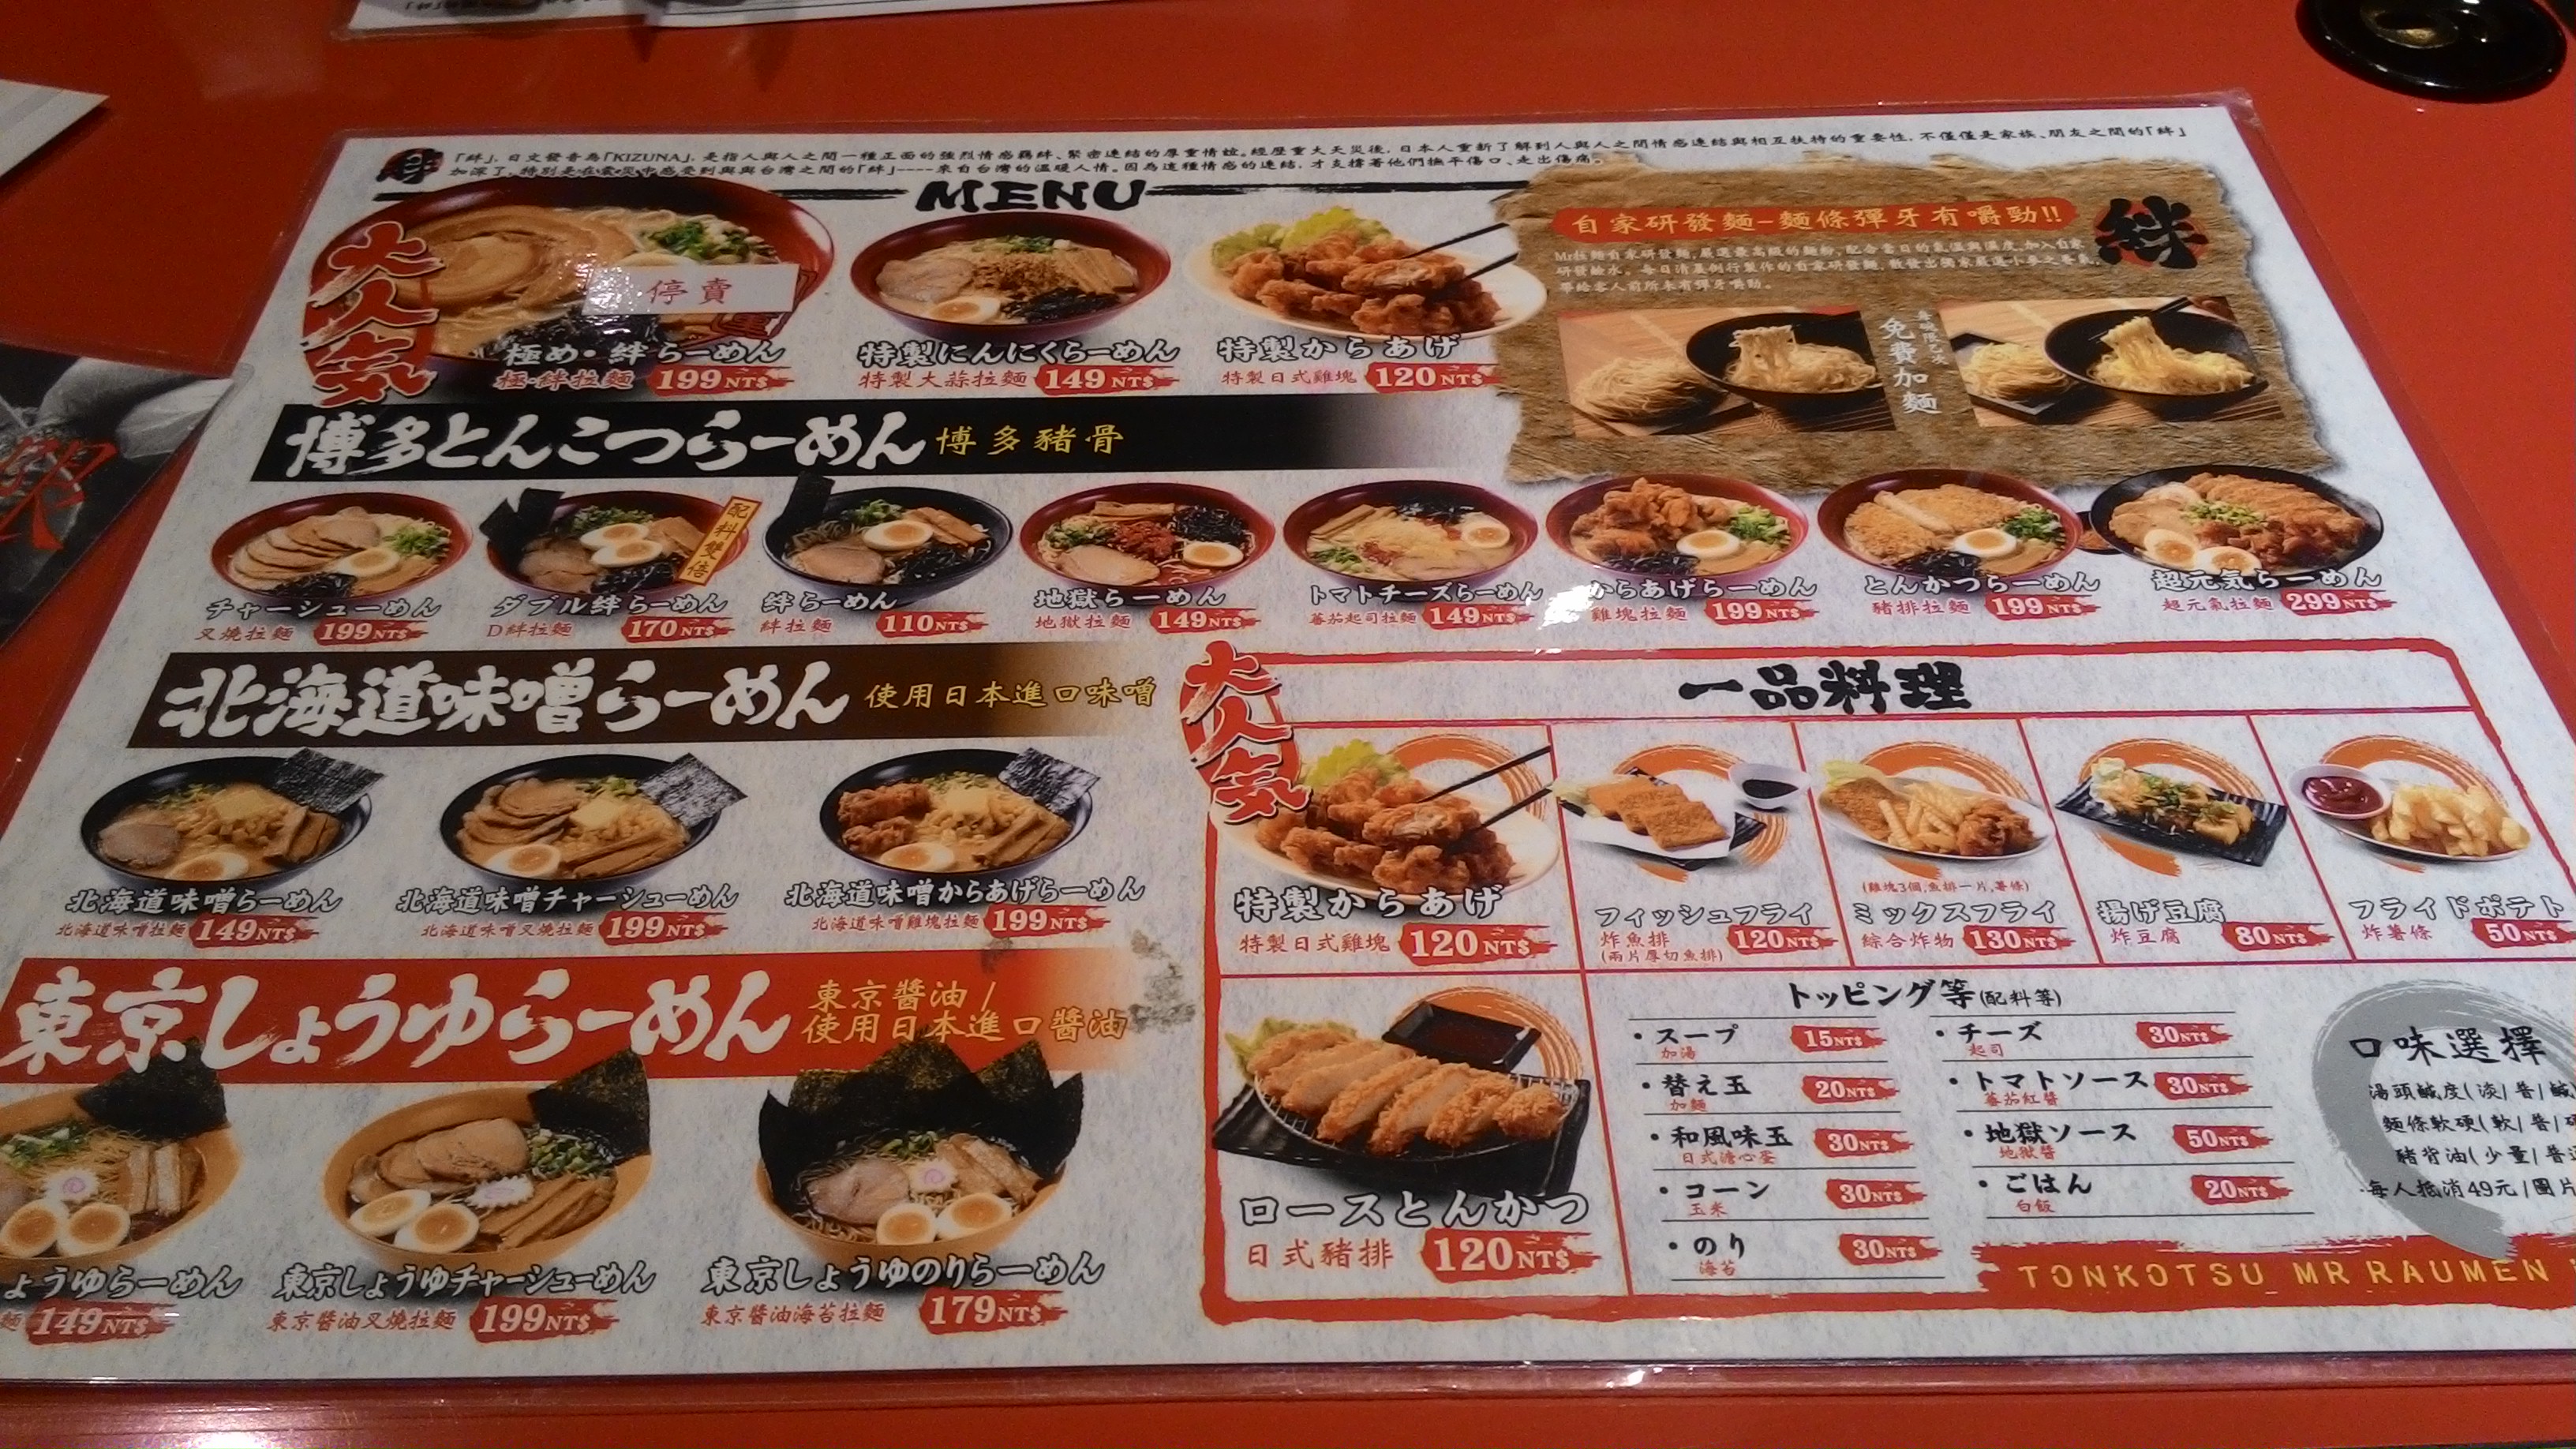 絆
「絆」, 日文發音為「KIZUNA」, 是指人與人之間一種正面的強烈情感羈絆、緊密連結的厚重情誼。經歷重大天災後, 日本人重新了解到人與人之間情感連結與相互扶持的重要性, 不僅僅是家族、朋友之間的「絆」
加深了, 特別是在震災中感受到與與台灣之間的「絆」----來自台灣的溫暖人情。因為這種情感的連結, 才支撐著他們撫平傷口、走出傷痛。
MENU
大人気
停賣
極め・絆らーめん
極・絆拉麵 199NT$
特製にんにくらーめん
特製大蒜拉麵 149NT$
特製からあげ
特製日式雞塊 120NT$
自家研發麵-麵條彈牙有嚼勁!!
絆
Mr拉麵自家研發麵, 嚴選最高級的麵粉, 配合當日的氣溫與濕度, 加入自家
研發鹼水。每日清晨例行製作的自家研發麵, 散發出獨家嚴選小麥之香氣,
帶給客人前所未有彈牙嚼勁。
免費加麵
博多とんこつらーめん 博多豬骨
配料雙倍
チャーシューめん
叉燒拉麵 199NT$
ダブル絆らーめん
D絆拉麵 170NT$
絆らーめん
絆拉麵 110NT$
地獄らーめん
地獄拉麵 149NT$
トマトチーズらーめん
蕃茄起司拉麵 149NT$
からあげらーめん
雞塊拉麵 199NT$
とんかつらーめん
豬排拉麵 199NT$
超元気らーめん
超元氣拉麵 299NT$
北海道味噌らーめん 使用日本進口味噌
北海道味噌らーめん
北海道味噌拉麵 149NT$
北海道味噌チャーシューめん
北海道味噌叉燒拉麵 199NT$
北海道味噌からあげらーめん
北海道味噌雞塊拉麵 199NT$
東京しょうゆらーめん 東京醬油/
使用日本進口醬油
ょうゆらーめん
麵 149NT$
東京しょうゆチャーシューめん
東京醬油叉燒拉麵 199NT$
東京しょうゆのりらーめん
東京醬油海苔拉麵 179NT$
大人気
一品料理
特製からあげ
特製日式雞塊 120NT$
フィッシュフライ
炸魚排 120NT$
(兩片厚切魚排)
(雞塊3個,魚排一片,薯條)
ミックスフライ
綜合炸物 130NT$
揚げ豆腐
炸豆腐 80NT$
フライドポテト
炸薯條 50NT$
ロースとんかつ
日式豬排 120NT$
トッピング等(配料等)
・スープ 15NT$
加湯
・替え玉 20NT$
加麵
・和風味玉 30NT$
日式溏心蛋
・コーン 30NT$
玉米
・のり 30NT$
海苔
・チーズ 30NT$
起司
・トマトソース 30NT$
蕃茄紅醬
・地獄ソース 50NT$
地獄醬
・ごはん 20NT$
白飯
口味選擇
湯頭鹹度(淡/普/鹹
麵條軟硬(軟/普/硬
豬背油(少量/普通
每人抵消49元/圖片
TONKOTSU MR RAUMEN